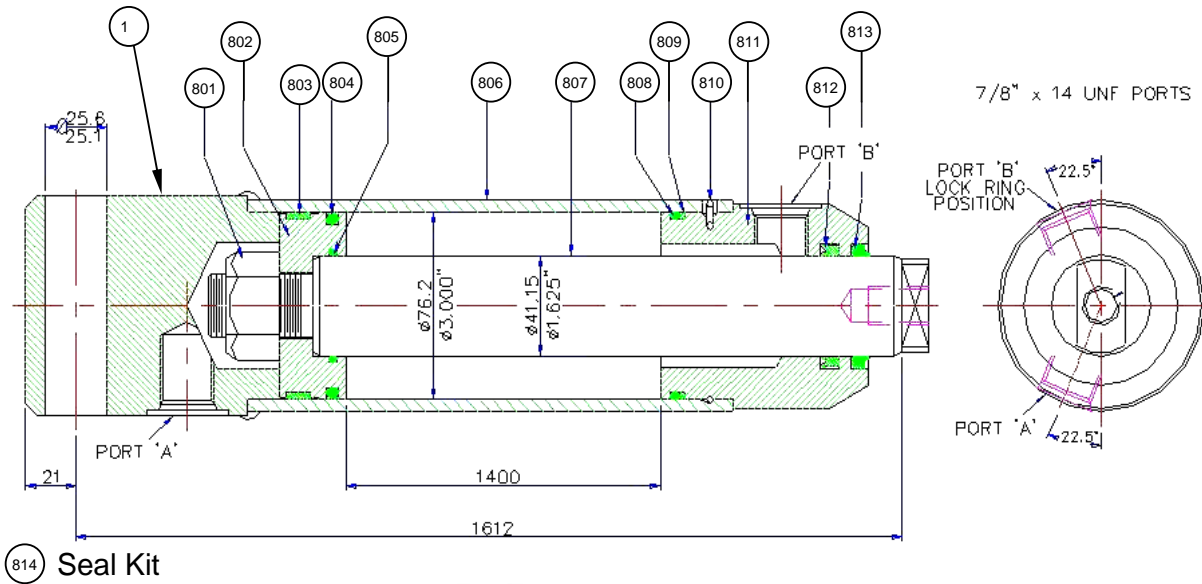 1
802
805
809
811
813
803
804
806
807
808
810
801
812
7/8" x 14 UNF PORTS
⌀25.6
25.1
PORT 'B'
PORT 'B'
LOCK RING
POSITION
22.5°
ø76.2
ø3.000"
ø41.15
ø1.625"
PORT 'A'
PORT 'A'
22.5°
21
1400
1612
814 Seal Kit